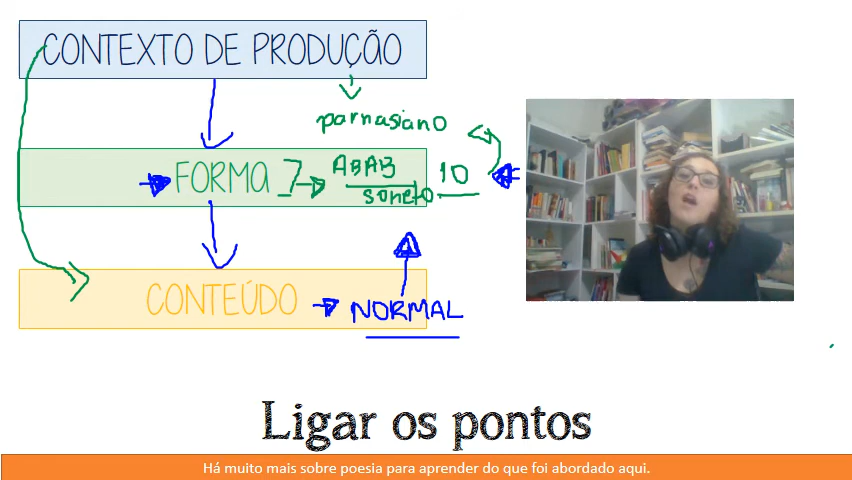 CONTEXTO DE PRODUÇÃO
parnasiano
FORMA 7 ABAB 10
soneto
CONTEÚDO NORMAL
Ligar os pontos
Há muito mais sobre poesia para aprender do que foi abordado aqui.